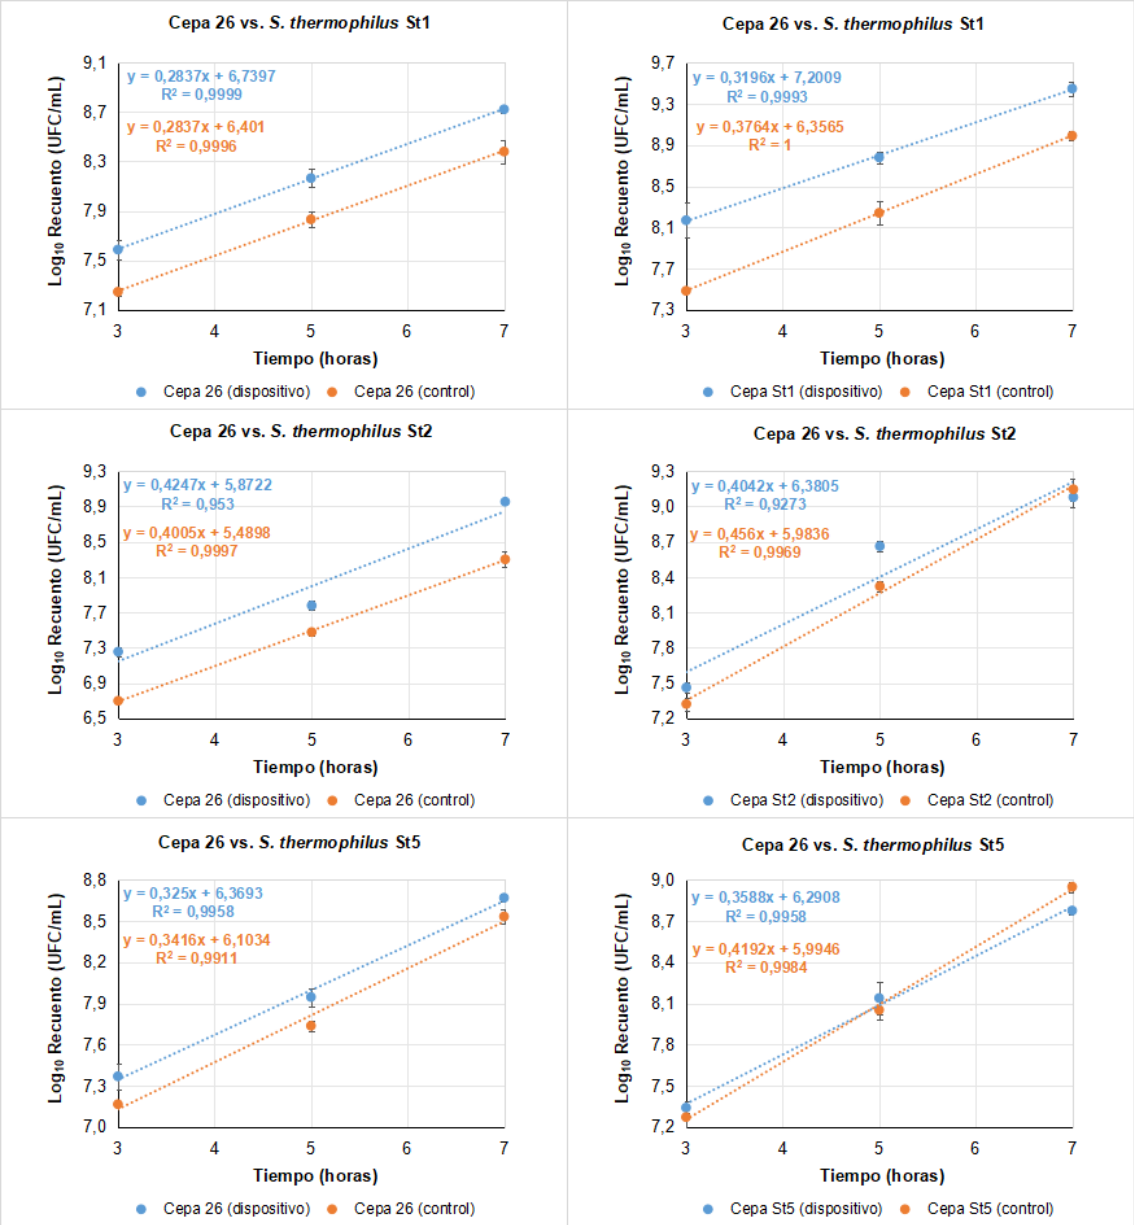 Cepa 26 vs. S. thermophilus St1
Log₁₀ Recuento (UFC/mL)
9,1
8,7
8,3
7,9
7,5
7,1
y = 0,2837x + 6,7397
R² = 0,9999
y = 0,2837x + 6,401
R² = 0,9996
3 4 5 6 7
Tiempo (horas)
Cepa 26 (dispositivo) Cepa 26 (control)
Cepa 26 vs. S. thermophilus St1
Log₁₀ Recuento (UFC/mL)
9,7
9,3
8,9
8,5
8,1
7,7
7,3
y = 0,3196x + 7,2009
R² = 0,9993
y = 0,3764x + 6,3565
R² = 1
3 4 5 6 7
Tiempo (horas)
Cepa St1 (dispositivo) Cepa St1 (control)
Cepa 26 vs. S. thermophilus St2
Log₁₀ Recuento (UFC/mL)
9,3
8,9
8,5
8,1
7,7
7,3
6,9
6,5
y = 0,4247x + 5,8722
R² = 0,953
y = 0,4005x + 5,4898
R² = 0,9997
3 4 5 6 7
Tiempo (horas)
Cepa 26 (dispositivo) Cepa 26 (control)
Cepa 26 vs. S. thermophilus St2
Log₁₀ Recuento (UFC/mL)
9,3
9,0
8,7
8,4
8,1
7,8
7,5
7,2
y = 0,4042x + 6,3805
R² = 0,9273
y = 0,456x + 5,9836
R² = 0,9969
3 4 5 6 7
Tiempo (horas)
Cepa St2 (dispositivo) Cepa St2 (control)
Cepa 26 vs. S. thermophilus St5
Log₁₀ Recuento (UFC/mL)
8,8
8,5
8,2
7,9
7,6
7,3
7,0
y = 0,325x + 6,3693
R² = 0,9958
y = 0,3416x + 6,1034
R² = 0,9911
3 4 5 6 7
Tiempo (horas)
Cepa 26 (dispositivo) Cepa 26 (control)
Cepa 26 vs. S. thermophilus St5
Log₁₀ Recuento (UFC/mL)
9,0
8,7
8,4
8,1
7,8
7,5
7,2
y = 0,3588x + 6,2908
R² = 0,9958
y = 0,4192x + 5,9946
R² = 0,9984
3 4 5 6 7
Tiempo (horas)
Cepa St5 (dispositivo) Cepa St5 (control)